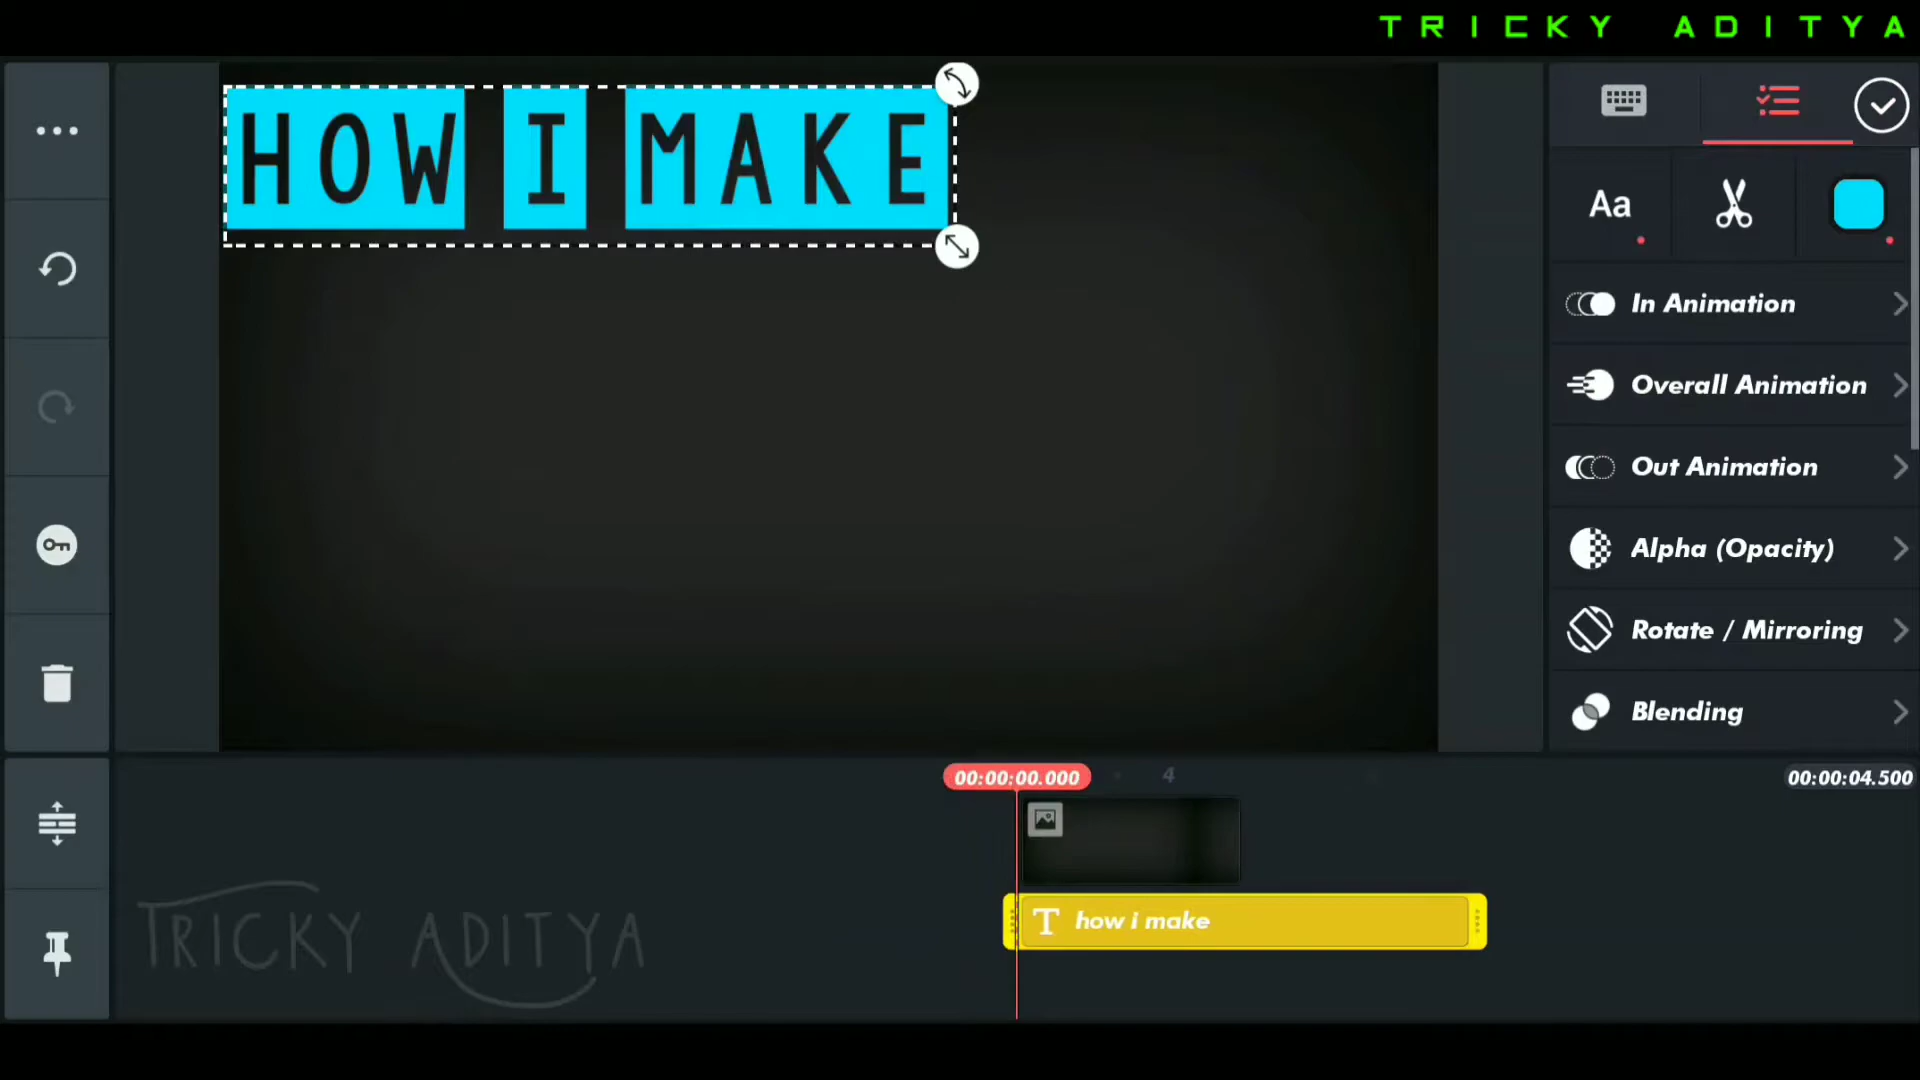 TRICKY ADITYA
HOW I MAKE
Aa
In Animation
Overall Animation
Out Animation
Alpha (Opacity)
Rotate / Mirroring
Blending
00:00:00.000
4
00:00:04.500
T how i make
TRICKY ADITYA